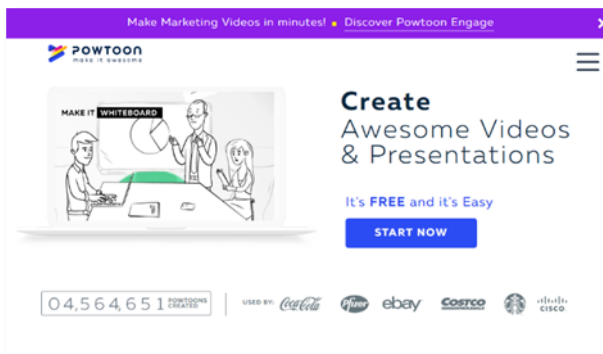 Make Marketing Videos in minutes! Discover Powtoon Engage
POWTOON
make it awesome
MAKE IT WHITEBOARD
Create
Awesome Videos
& Presentations
It's FREE and it's Easy
START NOW
04,564,651 POWTOONS CREATED
USED BY: Coca-Cola Pfizer ebay COSTCO CISCO